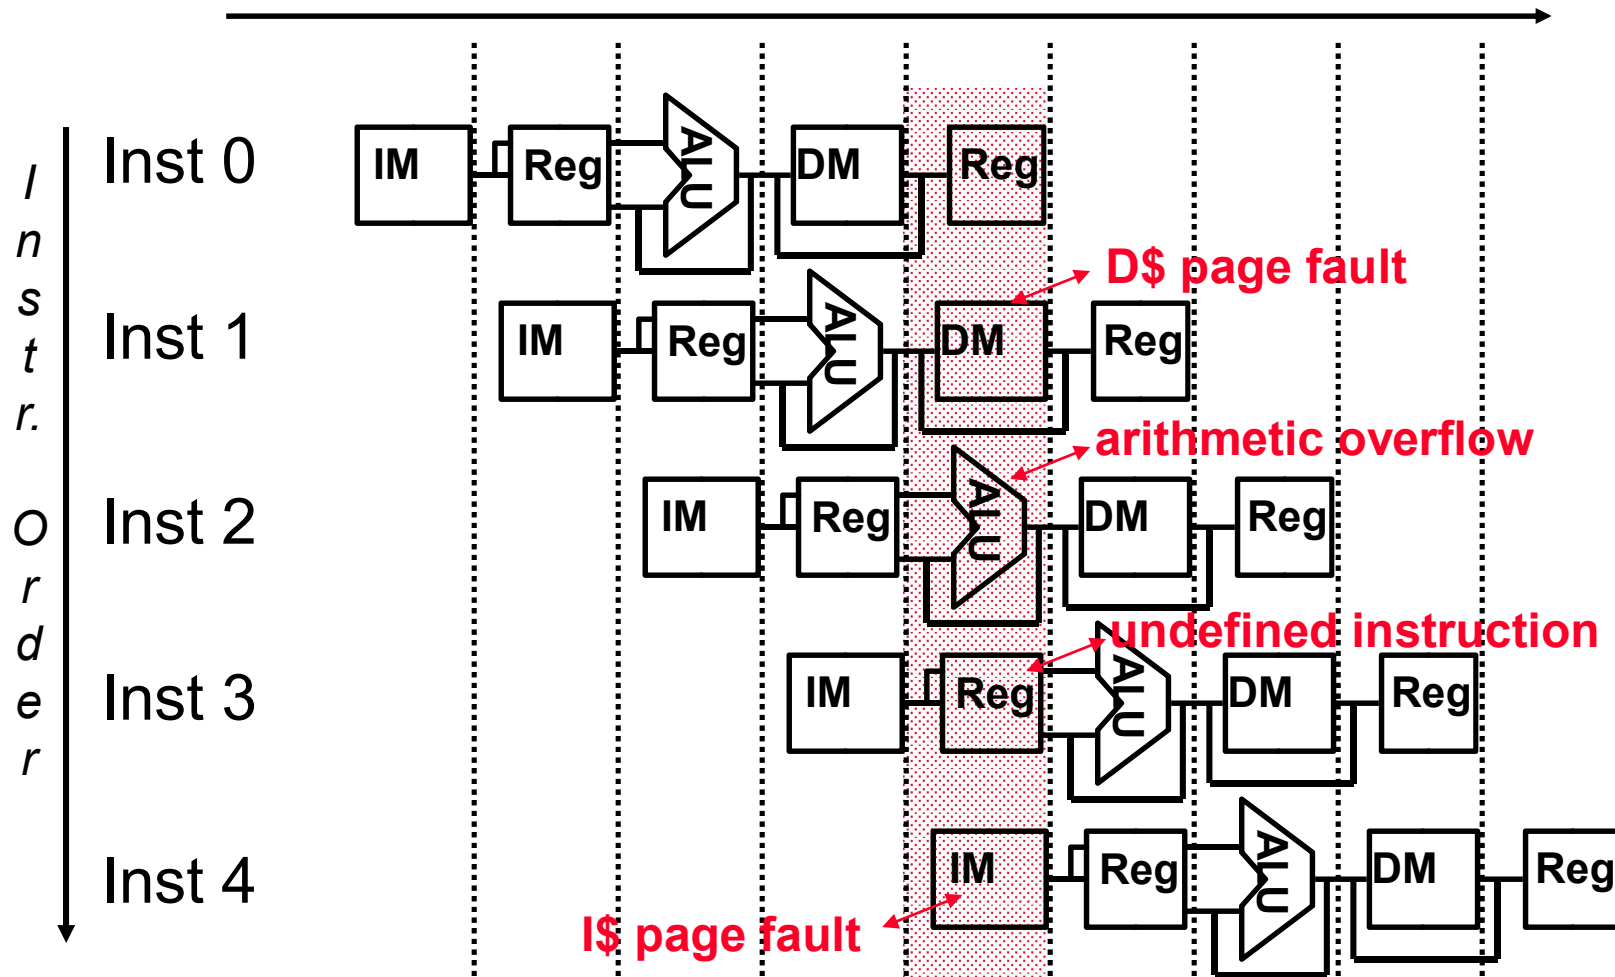 Inst 0
IM
Reg
ALU
DM
Reg
D$ page fault
Inst 1
IM
Reg
ALU
DM
Reg
arithmetic overflow
Inst 2
IM
Reg
ALU
DM
Reg
undefined instruction
Inst 3
IM
Reg
ALU
DM
Reg
Inst 4
IM
Reg
ALU
DM
Reg
I$ page fault
Instr.
Order